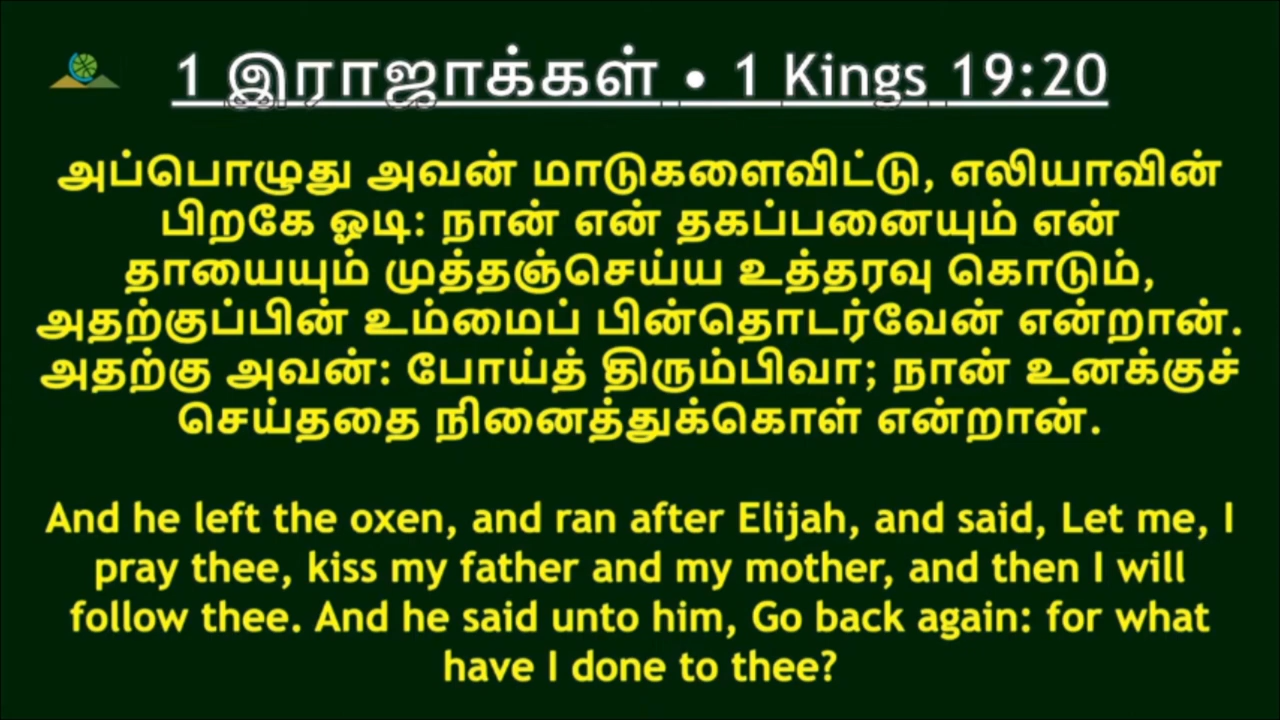 1 இராஜாக்கள் • 1 Kings 19:20
அப்பொழுது அவன் மாடுகளைவிட்டு, எலியாவின்
பிறகே ஓடி: நான் என் தகப்பனையும் என்
தாயையும் முத்தஞ்செய்ய உத்தரவு கொடும்,
அதற்குப்பின் உம்மைப் பின்தொடர்வேன் என்றான்.
அதற்கு அவன்: போய்த் திரும்பிவா; நான் உனக்குச்
செய்ததை நினைத்துக்கொள் என்றான்.
And he left the oxen, and ran after Elijah, and said, Let me, I
pray thee, kiss my father and my mother, and then I will
follow thee. And he said unto him, Go back again: for what
have I done to thee?